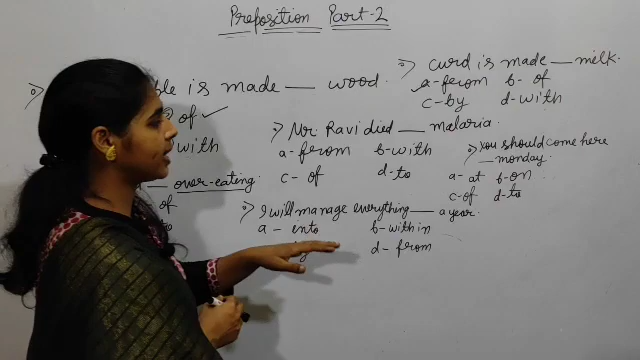 Preposition Part-2
ble is made — wood.
of ✓
with
— over-eating.
of
to
curd is made — milk.
a-from b- of
c-by d-with
Mr. Ravi died — malaria.
a-from b-with
c- of d-to
you should come here
— monday.
a- at b-on
c-of d-to
I will manage everything — a year.
a - into b-within
d- from